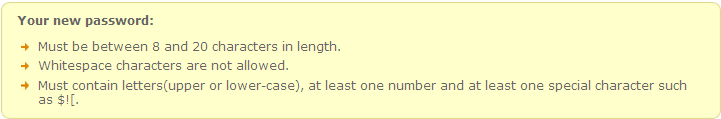 Your new password:
Must be between 8 and 20 characters in length.
Whitespace characters are not allowed.
Must contain letters(upper or lower-case), at least one number and at least one special character such
as $![.